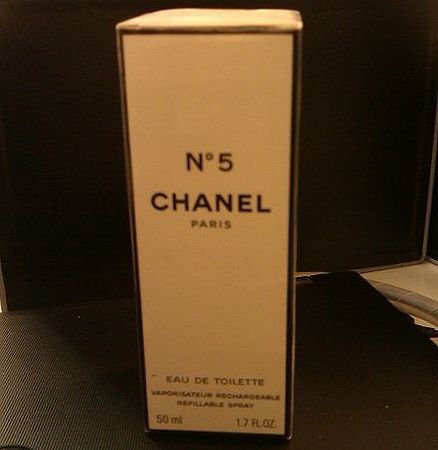 N°5
CHANEL
PARIS
EAU DE TOILETTE
VAPORISATEUR RECHARGEABLE
REFILLABLE SPRAY
50 ml 1.7 FL.OZ.